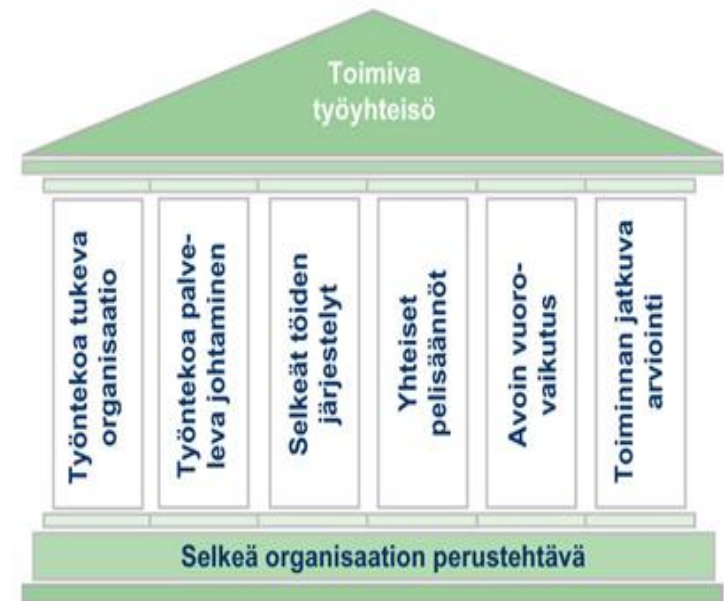 Toimiva
työyhteisö
Työntekoa tukeva
organisaatio
Työntekoa palve-
leva johtaminen
Selkeät töiden
järjestelyt
Yhteiset
pelisäännöt
Avoin vuoro-
vaikutus
Toiminnan jatkuva
arviointi
Selkeä organisaation perustehtävä